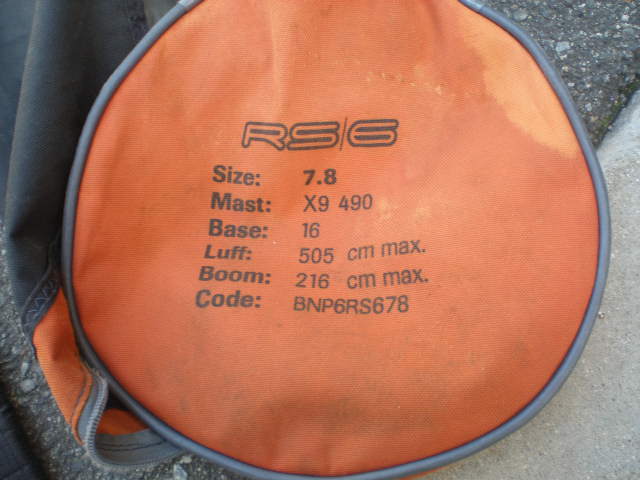 RS/6
Size: 7.8
Mast: X9 490
Base: 16
Luff: 505 cm max.
Boom: 216 cm max.
Code: BNP6RS678